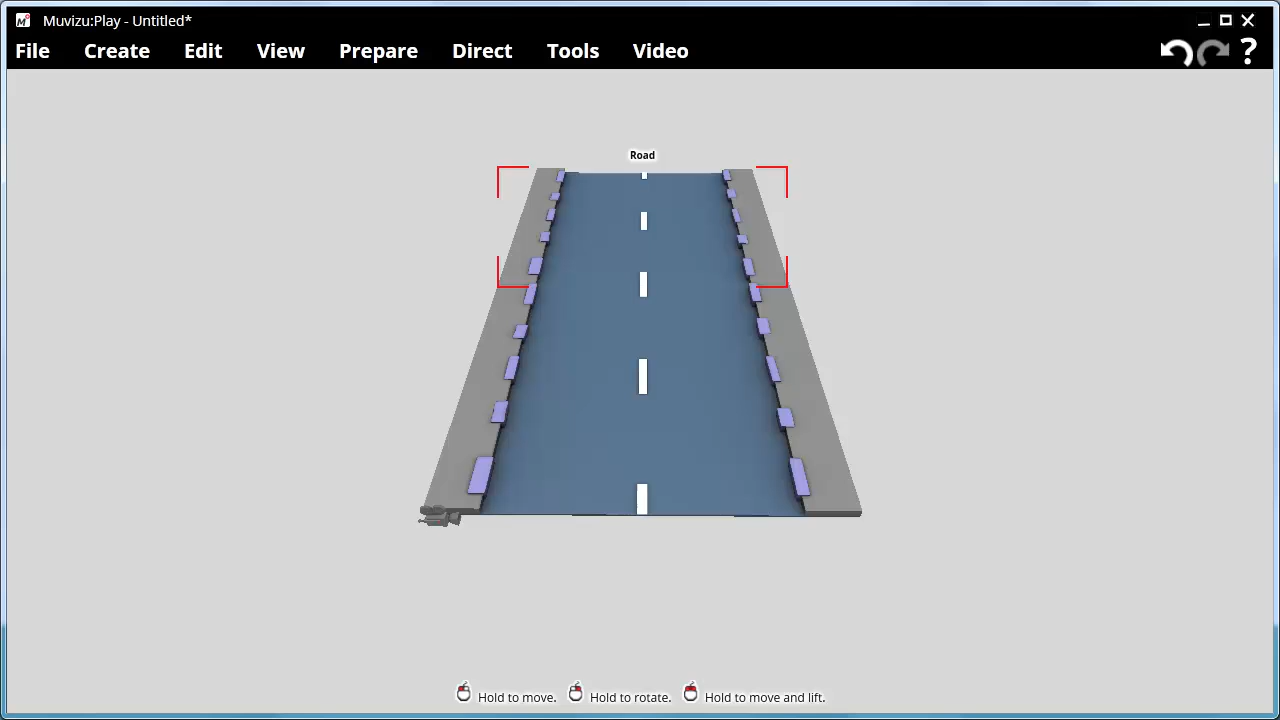 Muvizu:Play - Untitled*
File Create Edit View Prepare Direct Tools Video ?
Road
Hold to move. Hold to rotate. Hold to move and lift.